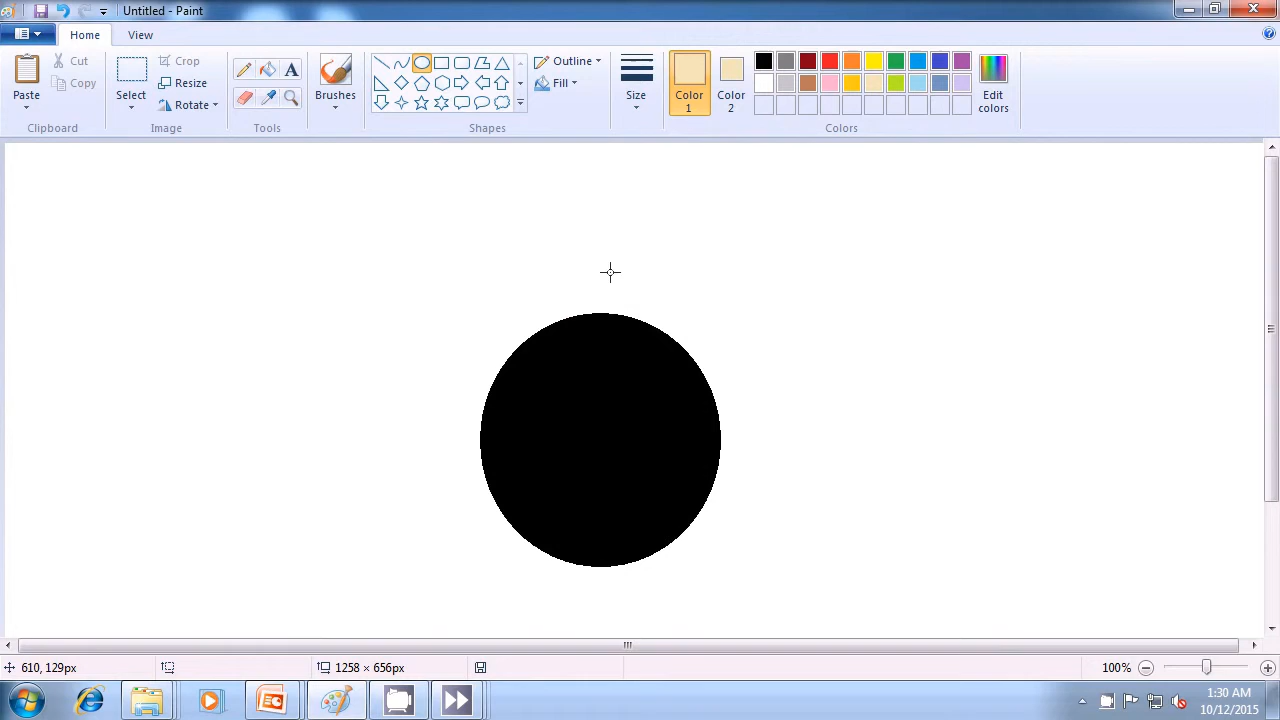 Untitled - Paint
Home View
Paste
Cut
Copy
Clipboard
Select
Crop
Resize
Rotate
Image
A
Tools
Brushes
Shapes
Outline
Fill
Size
Color 1
Color 2
Edit colors
Colors
610, 129px
1258 × 656px
100%
1:30 AM
10/12/2015